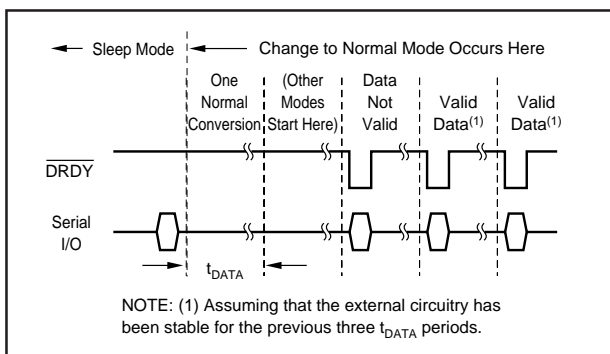 Sleep Mode
Change to Normal Mode Occurs Here
One
Normal
Conversion
(Other
Modes
Start Here)
Data
Not
Valid
Valid
Data(1)
Valid
Data(1)
DRDY
Serial
I/O
tDATA
NOTE: (1) Assuming that the external circuitry has
been stable for the previous three tDATA periods.